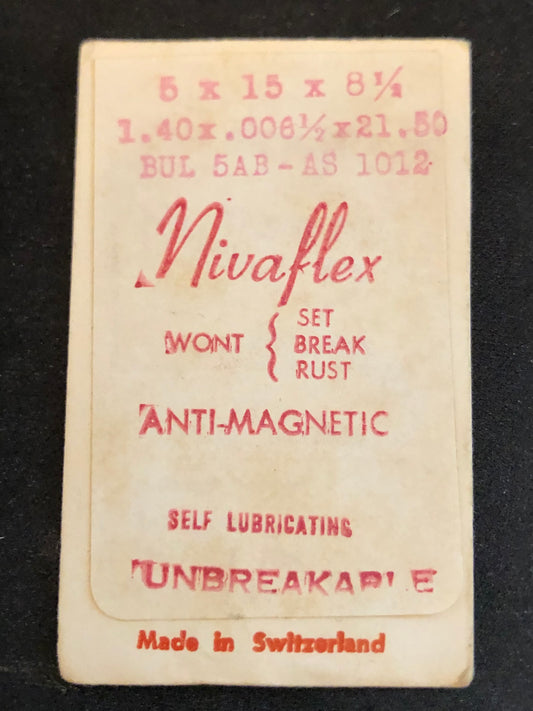 5 x 15 x 8½
1.40x.006½x21.50
BUL 5AB - AS 1012
Nivaflex
WONT { SET
BREAK
RUST
ANTI-MAGNETIC
SELF LUBRICATING
UNBREAKABLE
Made in Switzerland